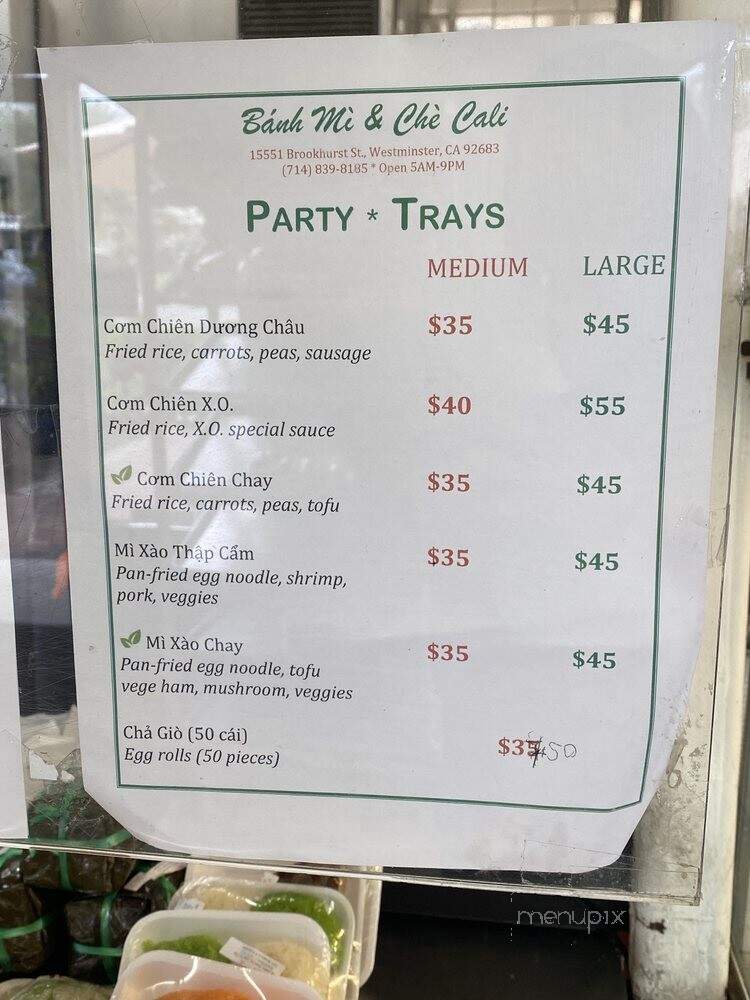 Bánh Mì & Chè Cali
15551 Brookhurst St., Westminster, CA 92683
(714) 839-8185 * Open 5AM-9PM
PARTY * TRAYS
MEDIUM LARGE
Cơm Chiên Dương Châu $35 $45
Fried rice, carrots, peas, sausage
Cơm Chiên X.O. $40 $55
Fried rice, X.O. special sauce
Cơm Chiên Chay $35 $45
Fried rice, carrots, peas, tofu
Mì Xào Thập Cẩm $35 $45
Pan-fried egg noodle, shrimp,
pork, veggies
Mì Xào Chay $35 $45
Pan-fried egg noodle, tofu
vege ham, mushroom, veggies
Chả Giò (50 cái)
Egg rolls (50 pieces) $35 $50
menupix